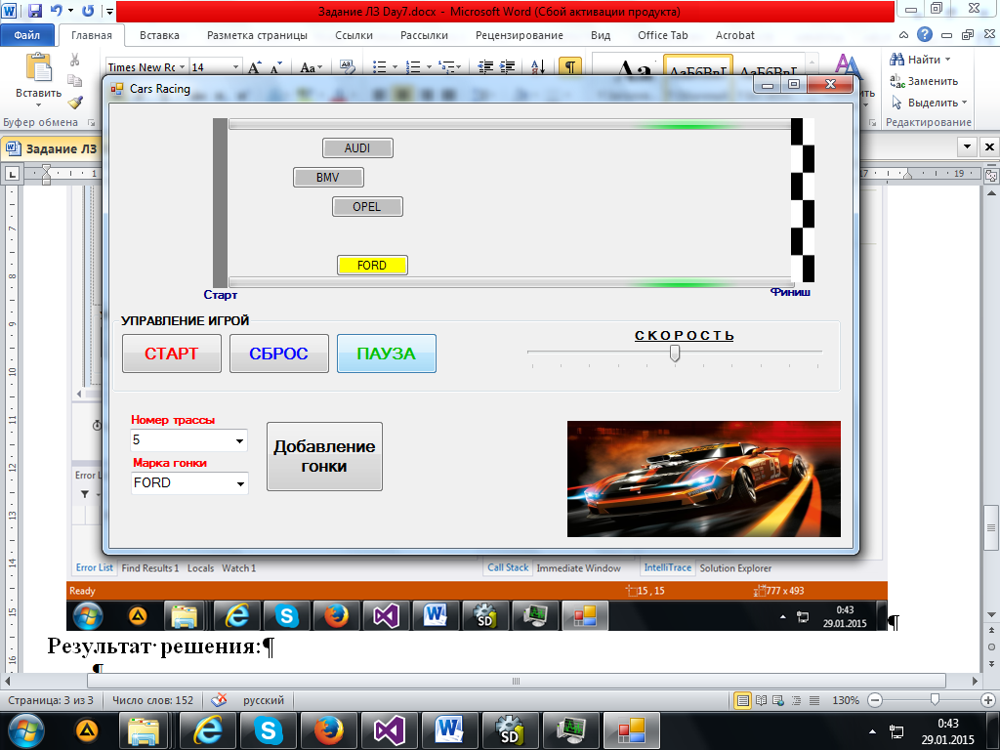 Задание ЛЗ Day7.docx - Microsoft Word (Сбой активации продукта)
Файл Главная Вставка Разметка страницы Ссылки Рассылки Рецензирование Вид Office Tab Acrobat
Вставить
Times New Ro 14
Найти
Заменить
Выделить
Буфер обмена
Редактирование
Задание ЛЗ
Cars Racing
AUDI
BMV
OPEL
FORD
Старт
Финиш
УПРАВЛЕНИЕ ИГРОЙ
СТАРТ СБРОС ПАУЗА
СКОРОСТЬ
Номер трассы
5
Марка гонки
FORD
Добавление
гонки
Error L
Error List Find Results 1 Locals Watch 1 Call Stack Immediate Window IntelliTrace Solution Explorer
Ready 15 , 15 777 x 493
0:43
29.01.2015
Результат решения:¶
¶
Страница: 3 из 3 Число слов: 152 русский 130%
0:43
29.01.2015